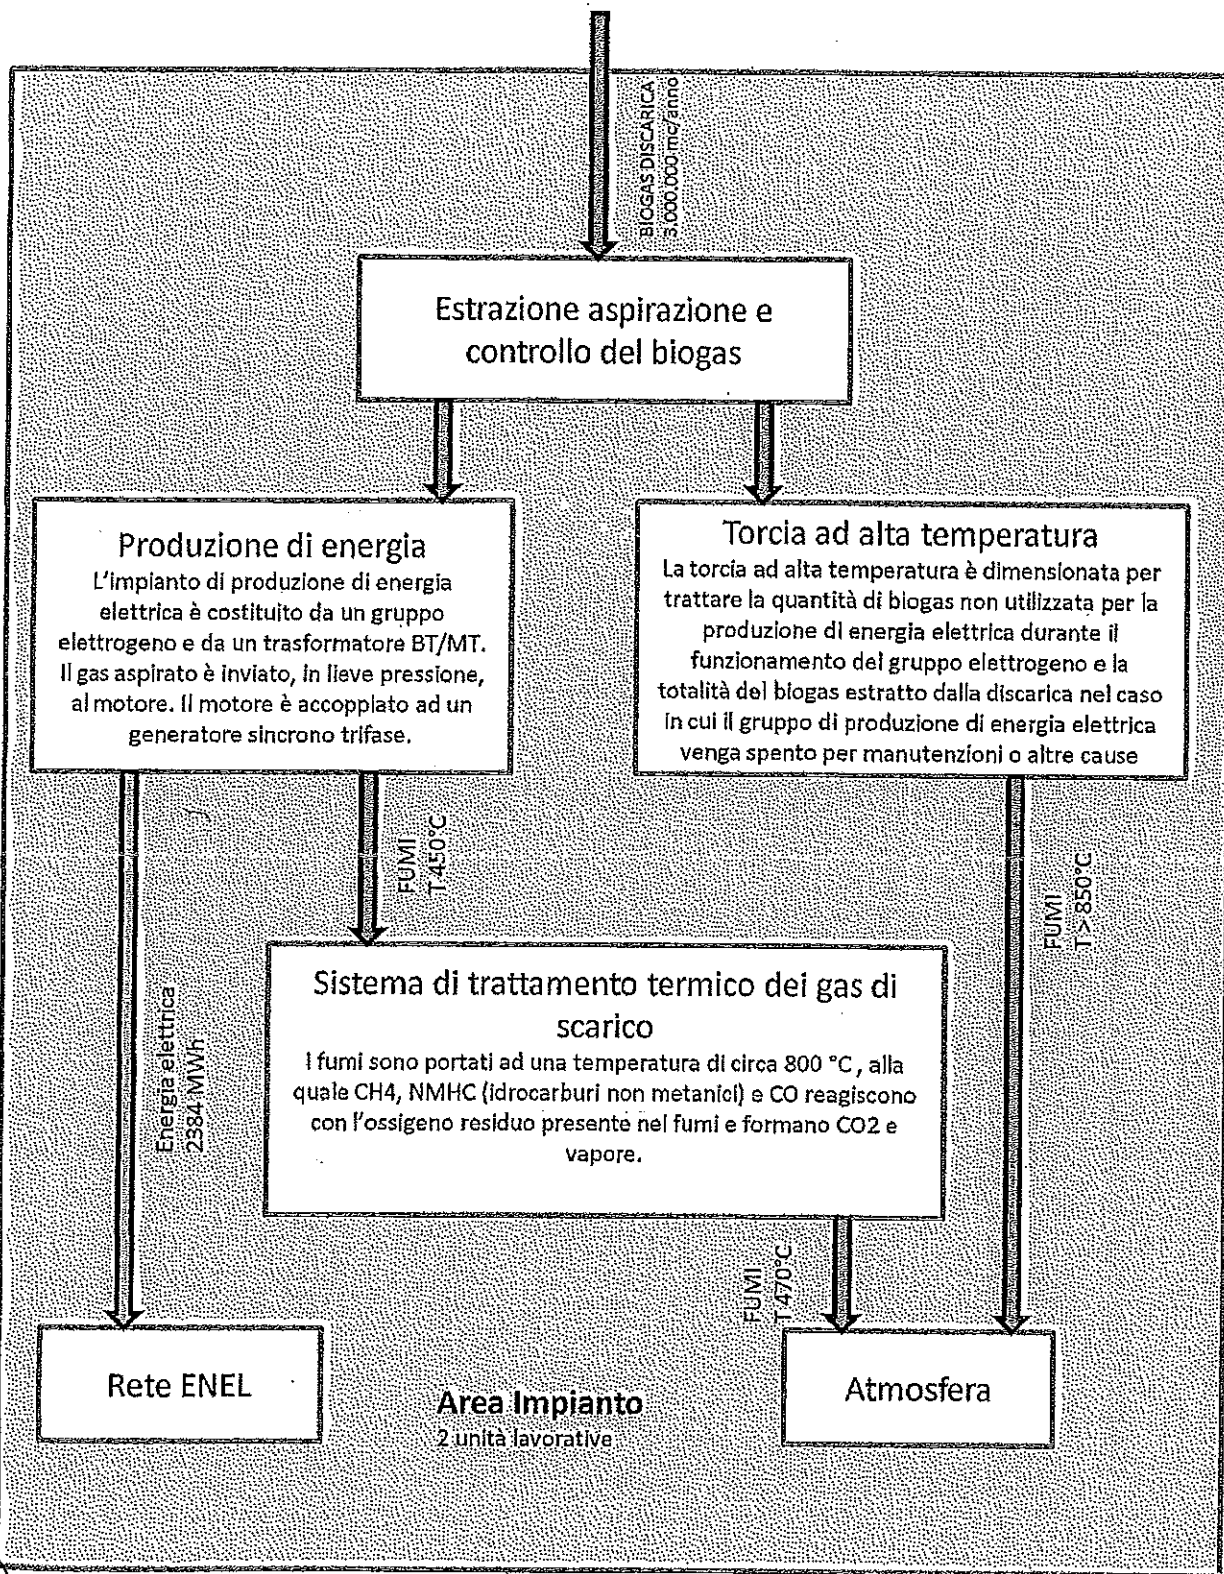 BIOGAS DISCARICA
3.000.000 mc/anno
Estrazione aspirazione e
controllo del biogas
Produzione di energia
L'impianto di produzione di energia
elettrica è costituito da un gruppo
elettrogeno e da un trasformatore BT/MT.
Il gas aspirato è inviato, in lieve pressione,
al motore. Il motore è accoppiato ad un
generatore sincrono trifase.
Torcia ad alta temperatura
La torcia ad alta temperatura è dimensionata per
trattare la quantità di biogas non utilizzata per la
produzione di energia elettrica durante il
funzionamento del gruppo elettrogeno e la
totalità del biogas estratto dalla discarica nel caso
in cui il gruppo di produzione di energia elettrica
venga spento per manutenzioni o altre cause
FUMI
T 450°C
FUMI
T > 850°C
Energia elettrica
2384 MWh
Sistema di trattamento termico dei gas di
scarico
I fumi sono portati ad una temperatura di circa 800 °C, alla
quale CH4, NMHC (idrocarburi non metanici) e CO reagiscono
con l'ossigeno residuo presente nei fumi e formano CO2 e
vapore.
FUMI
T 470°C
Rete ENEL
Area Impianto
2 unità lavorative
Atmosfera